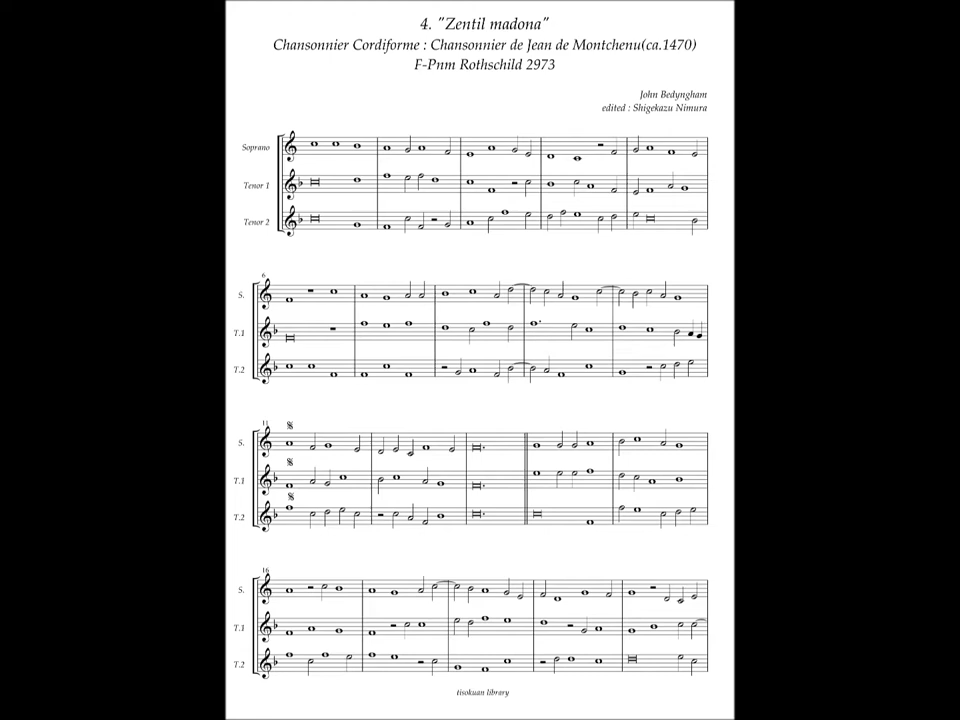 4. "Zentil madona"
Chansonnier Cordiforme : Chansonnier de Jean de Montchenu(ca.1470)
F-Pnm Rothschild 2973
John Bedyngham
edited : Shigekazu Nimura
Soprano
Tenor 1
Tenor 2
6
S.
T.1
T.2
11
S.
T.1
T.2
16
S.
T.1
T.2
tisokuan library